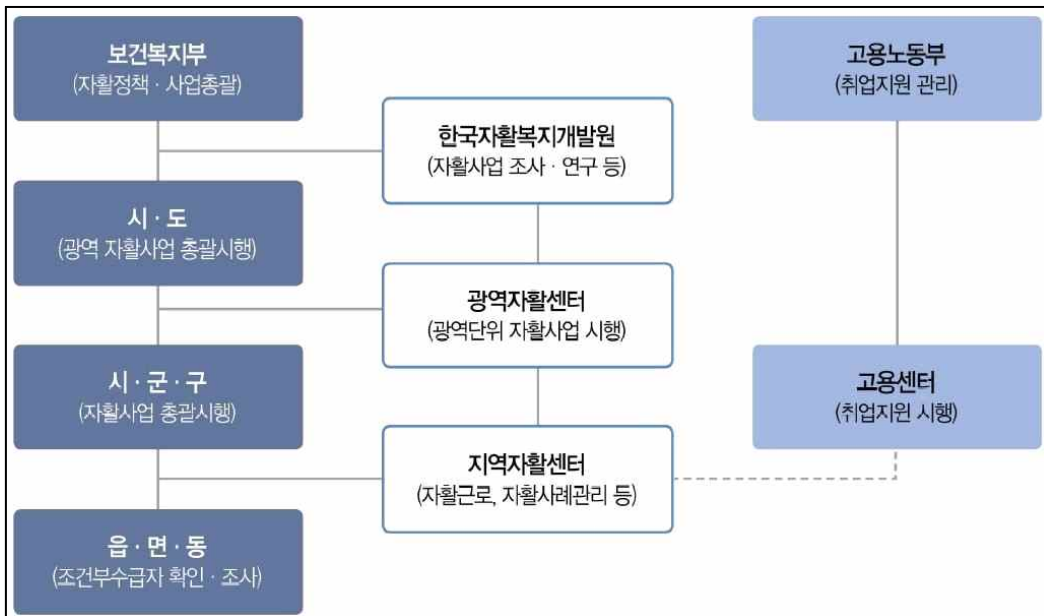 보건복지부
(자활정책 · 사업총괄)
고용노동부
(취업지원 관리)
한국자활복지개발원
(자활사업 조사 · 연구 등)
시 · 도
(광역 자활사업 총괄시행)
광역자활센터
(광역단위 자활사업 시행)
시 · 군 · 구
(자활사업 총괄시행)
고용센터
(취업지원 시행)
지역자활센터
(자활근로, 자활사례관리 등)
읍 · 면 · 동
(조건부수급자 확인 · 조사)